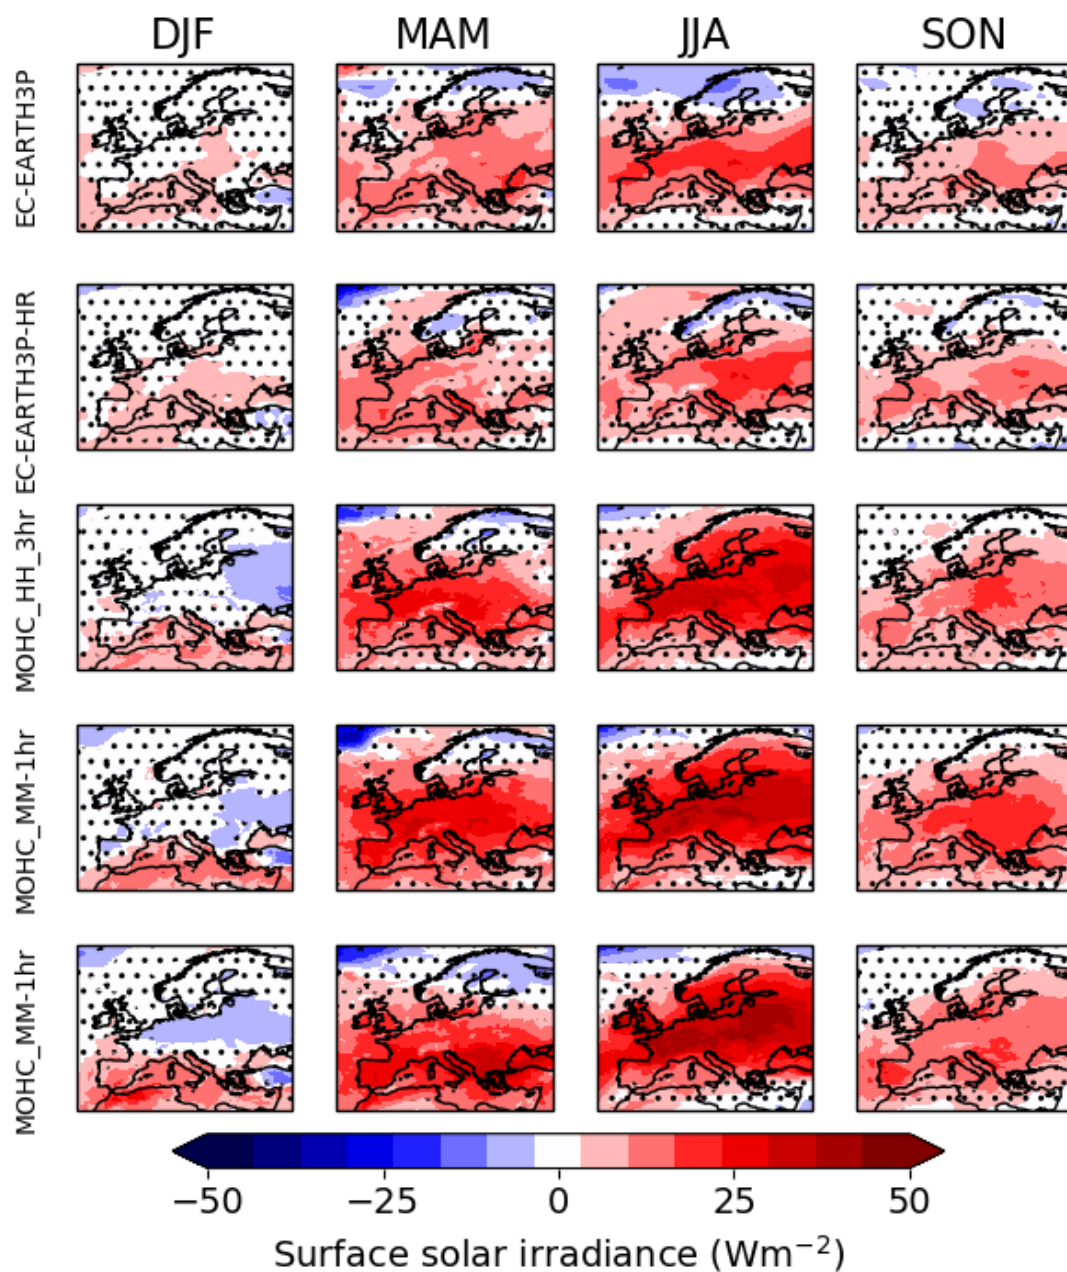 DJF MAM JJA SON
EC-EARTH3P
EC-EARTH3P-HR
MOHC_HH_3hr
MOHC_MM-1hr
MOHC_MM-1hr
−50 −25 0 25 50
Surface solar irradiance (Wm⁻²)